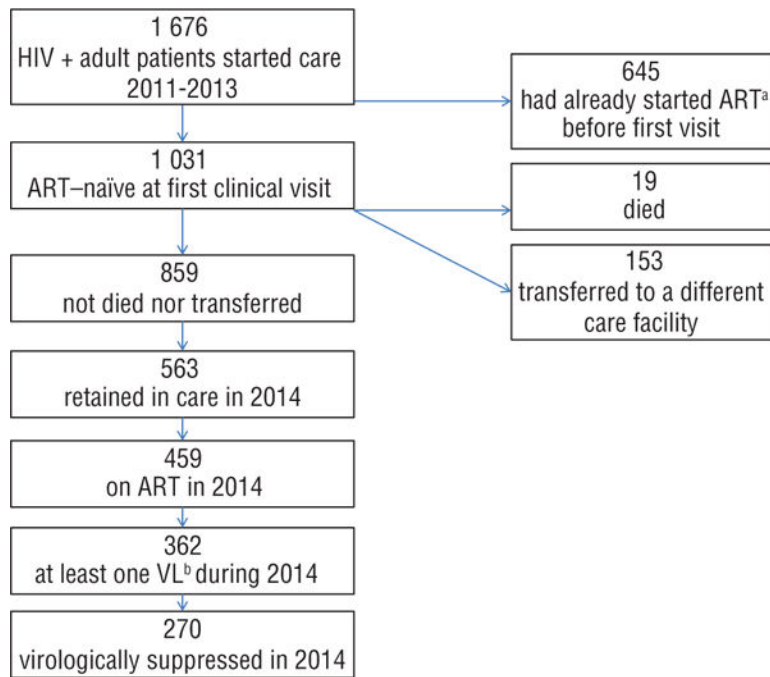 1 676
HIV + adult patients started care
2011-2013
645
had already started ARTᵃ
before first visit
1 031
ART–naïve at first clinical visit
19
died
153
transferred to a different
care facility
859
not died nor transferred
563
retained in care in 2014
459
on ART in 2014
362
at least one VLᵇ during 2014
270
virologically suppressed in 2014